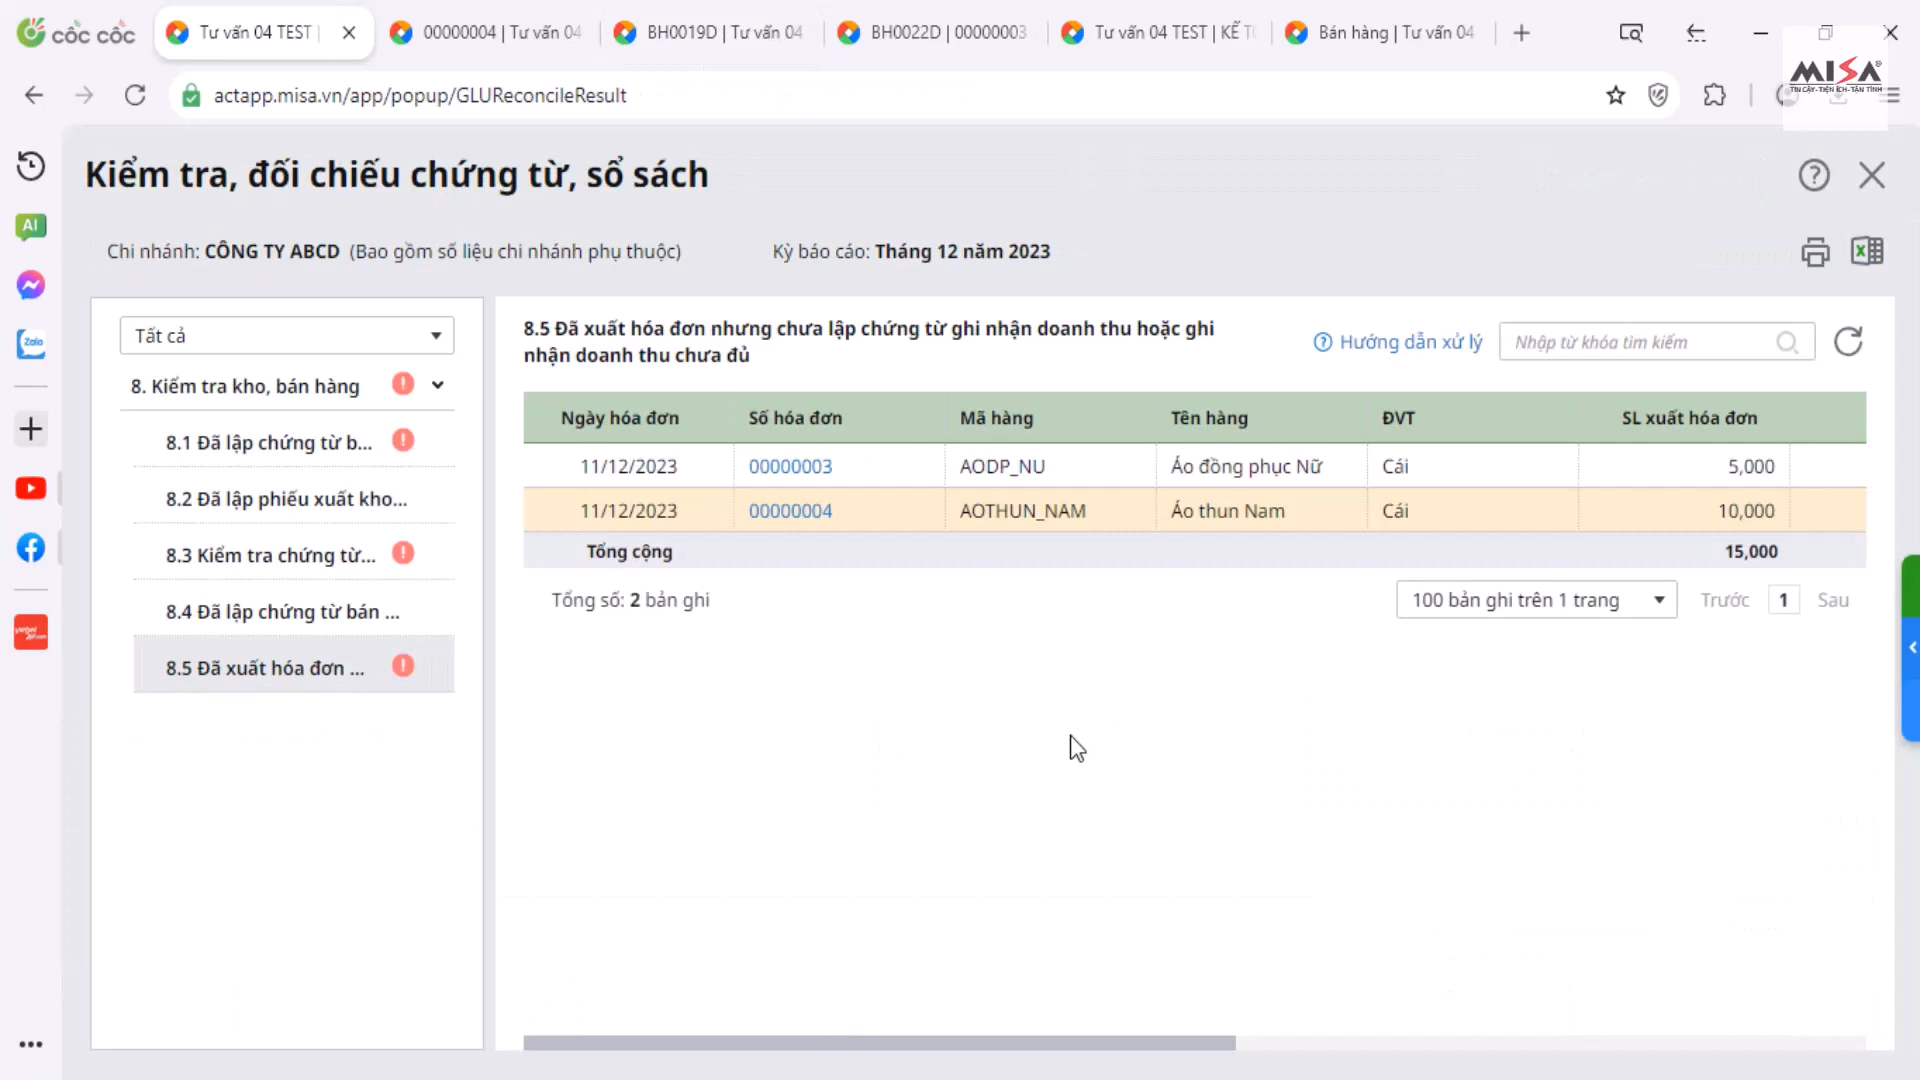 cốc cốc
Tư vấn 04 TEST |
00000004 | Tư vấn 04
BH0019D | Tư vấn 04
BH0022D | 00000003
Tư vấn 04 TEST | KẾ TO
Bán hàng | Tư vấn 04
actapp.misa.vn/app/popup/GLUReconcileResult
MISA®
TIN CẬY-TIỆN ÍCH-TẬN TÌNH
Kiểm tra, đối chiếu chứng từ, sổ sách
AI
Chi nhánh: CÔNG TY ABCD (Bao gồm số liệu chi nhánh phụ thuộc)
Kỳ báo cáo: Tháng 12 năm 2023
Zalo
Tất cả
8. Kiểm tra kho, bán hàng
8.1 Đã lập chứng từ b...
8.2 Đã lập phiếu xuất kho...
8.3 Kiểm tra chứng từ...
8.4 Đã lập chứng từ bán ...
8.5 Đã xuất hóa đơn ...
8.5 Đã xuất hóa đơn nhưng chưa lập chứng từ ghi nhận doanh thu hoặc ghi
nhận doanh thu chưa đủ
Hướng dẫn xử lý
Nhập từ khóa tìm kiếm
Ngày hóa đơn Số hóa đơn Mã hàng Tên hàng ĐVT SL xuất hóa đơn
11/12/2023 00000003 AODP_NU Áo đồng phục Nữ Cái 5,000
11/12/2023 00000004 AOTHUN_NAM Áo thun Nam Cái 10,000
Tổng cộng 15,000
Tổng số: 2 bản ghi
100 bản ghi trên 1 trang
Trước 1 Sau